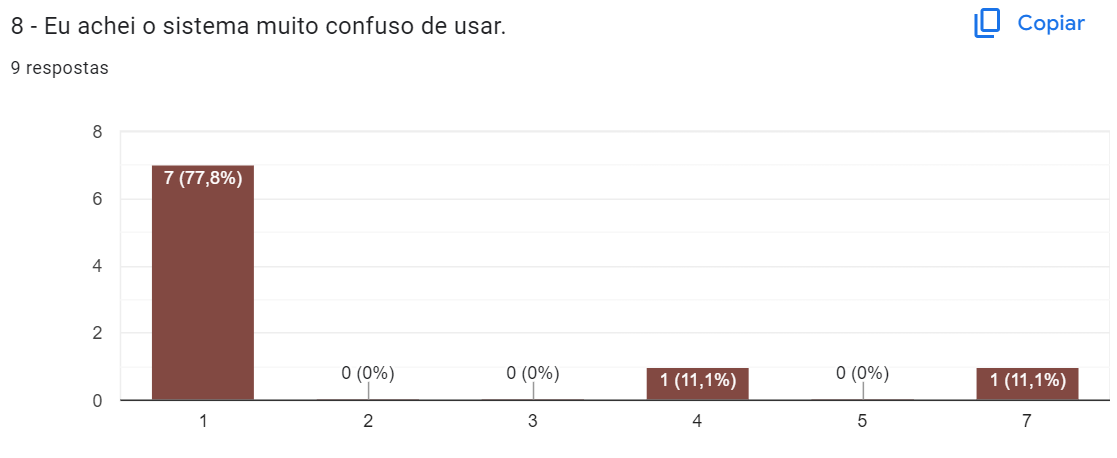 8 - Eu achei o sistema muito confuso de usar.
Copiar
9 respostas
8
6
4
2
0
7 (77,8%)
0 (0%)
0 (0%)
1 (11,1%)
0 (0%)
1 (11,1%)
1 2 3 4 5 7